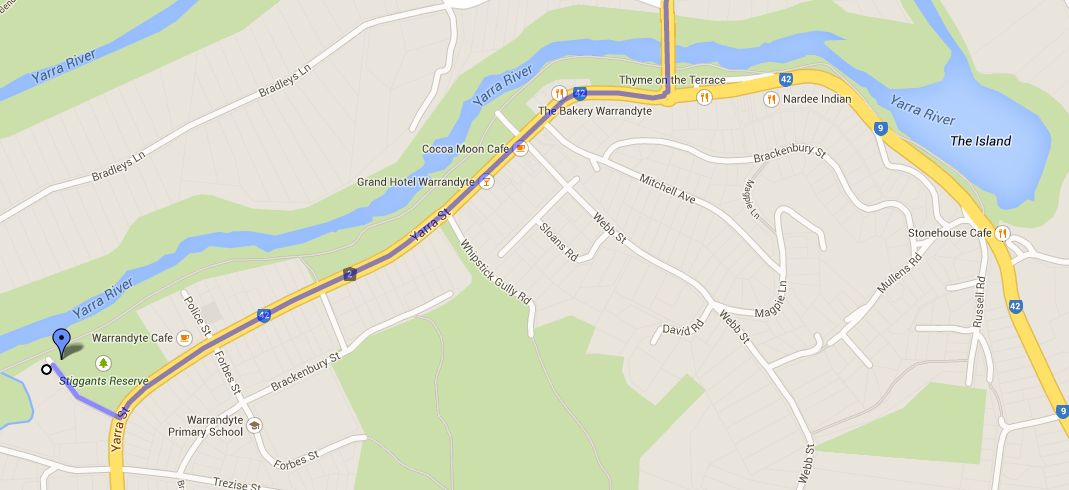 Yarra River
Bradleys Ln
Yarra River
Thyme on the Terrace
42
42
The Bakery Warrandyte
Nardee Indian
Yarra River
9
The Island
Cocoa Moon Cafe
Bradleys Ln
Brackenbury St
Grand Hotel Warrandyte
Mitchell Ave
Magpie Ln
Yarra St
Webb St
Sloans Rd
Stonehouse Cafe
Whipstick Gully Rd
Mullens Rd
2
Yarra River
Police St
42
Magpie Ln
Russell Rd
42
David Rd
Webb St
Warrandyte Cafe
Forbes St
Brackenbury St
Stiggants Reserve
Yarra St
9
Warrandyte
Primary School
Forbes St
Webb St
Trezise St